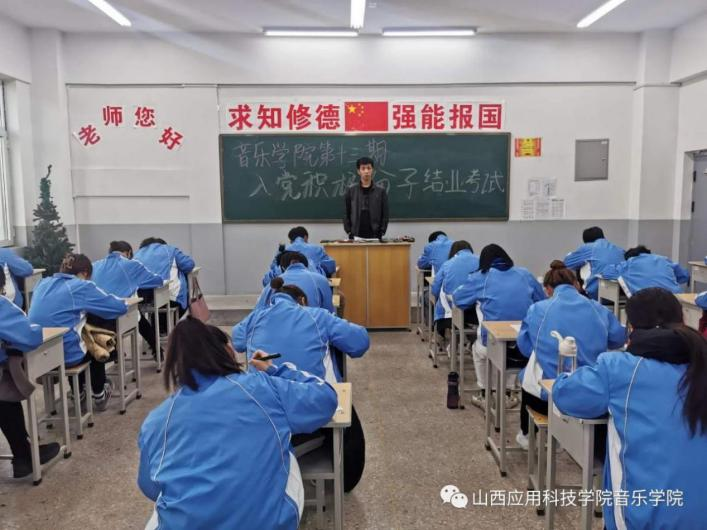 老师您好
求知修德 强能报国
音乐学院第十二期
入党积极分子结业考试
山西应用科技学院音乐学院